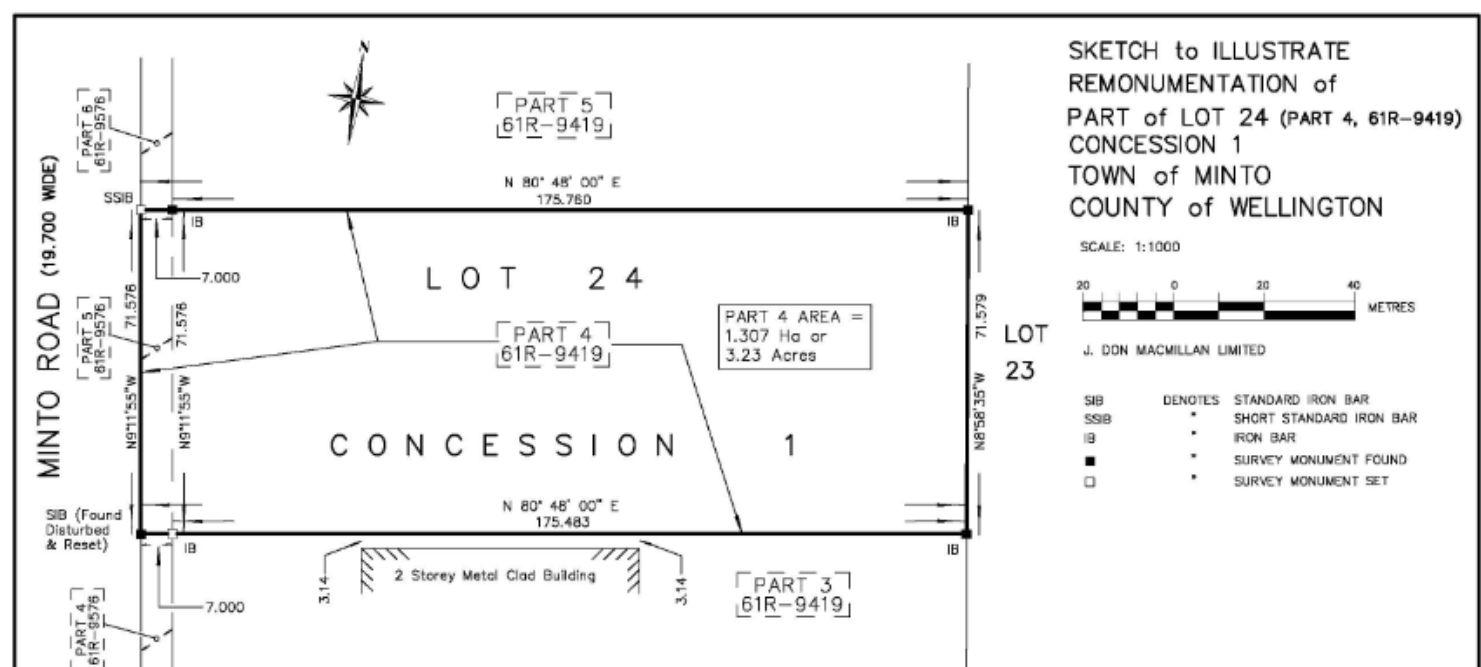 SKETCH to ILLUSTRATE
REMONUMENTATION of
PART of LOT 24 (PART 4, 61R-9419)
CONCESSION 1
TOWN of MINTO
COUNTY of WELLINGTON
SCALE: 1:1000
20 0 20 40
METRES
J. DON MACMILLAN LIMITED
SIB DENOTES STANDARD IRON BAR
SSIB " SHORT STANDARD IRON BAR
IB " IRON BAR
■ " SURVEY MONUMENT FOUND
□ " SURVEY MONUMENT SET
N
PART 6
61R-9576
PART 5
61R-9419
MINTO ROAD (19.700 WIDE)
SSIB
N 80° 48' 00" E
175.760
IB
IB
7.000
LOT 24
71.576
71.576
PART 5
61R-9576
PART 4
61R-9419
PART 4 AREA =
1.307 Ha or
3.23 Acres
71.579
LOT
23
N9°11'55"W
N9°11'55"W
N8°58'35"W
CONCESSION 1
N 80° 48' 00" E
175.483
SIB (Found
Disturbed
& Reset)
IB
IB
3.14
2 Storey Metal Clad Building
3.14
PART 3
61R-9419
7.000
PART 4
61R-9576